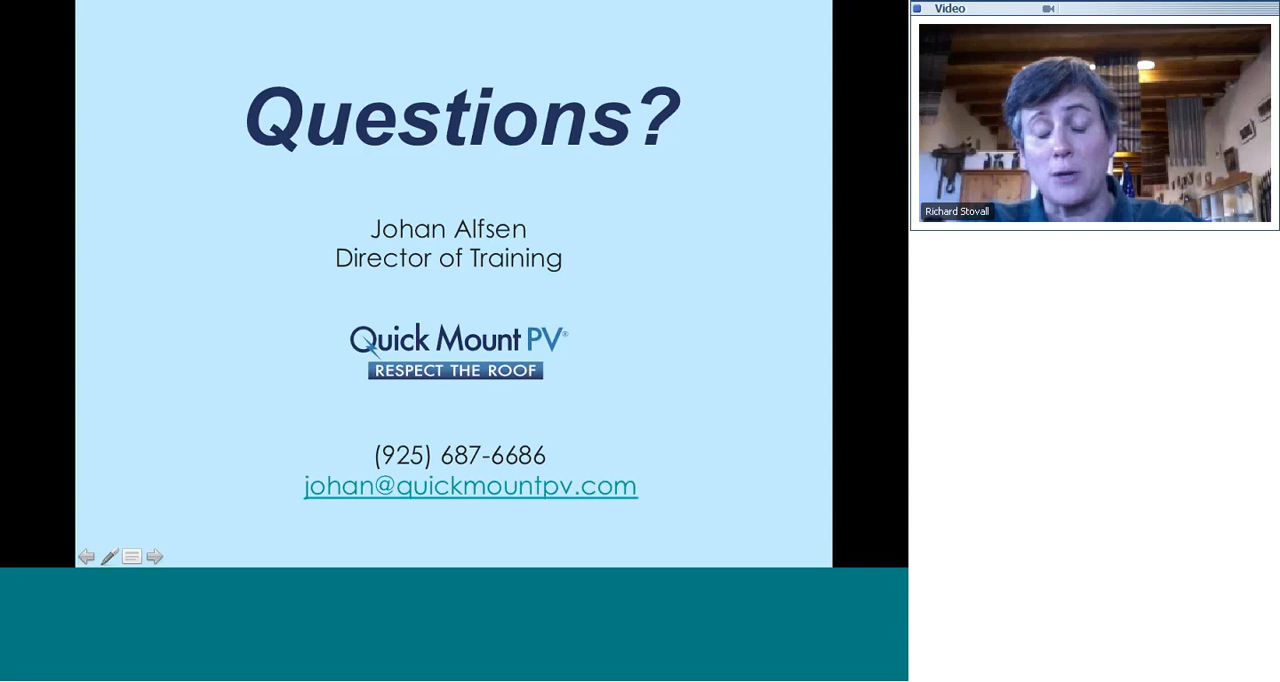 Questions?
Johan Alfsen
Director of Training
Quick Mount PV®
RESPECT THE ROOF
(925) 687-6686
johan@quickmountpv.com
Video
Richard Stovall